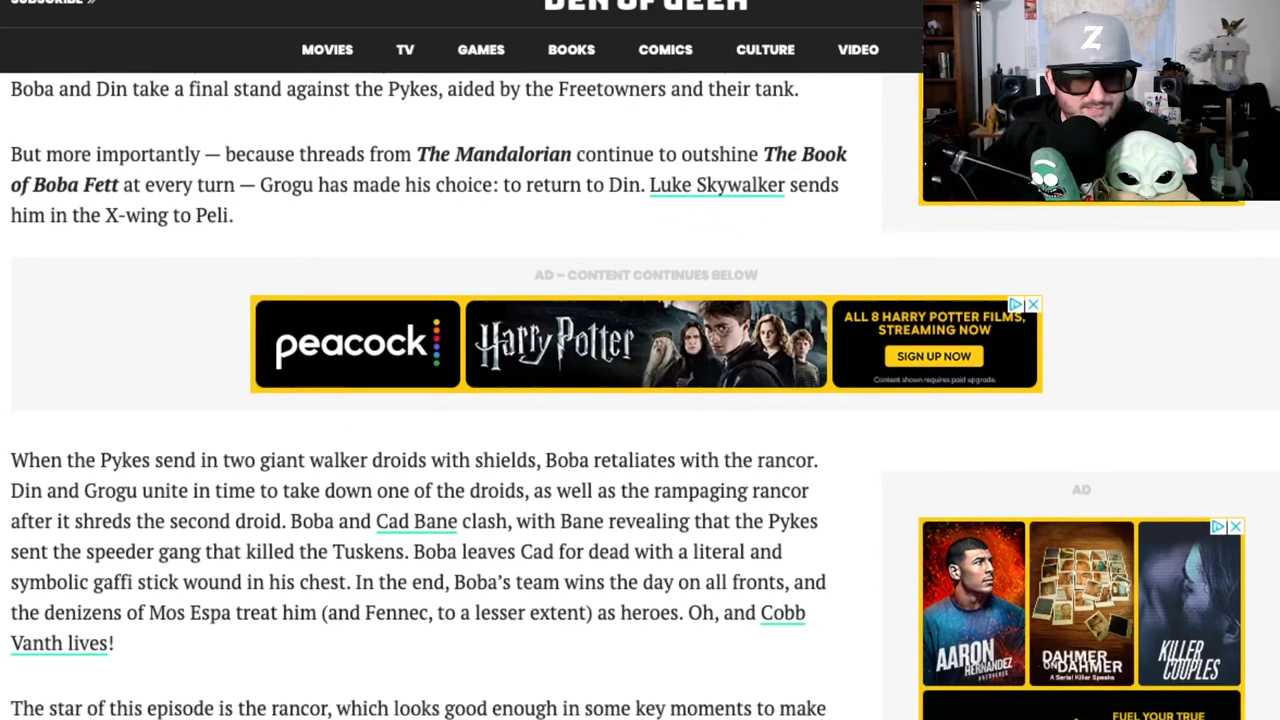 SUBSCRIBE »
DEN OF GEEK
MOVIES TV GAMES BOOKS COMICS CULTURE VIDEO
Z
Boba and Din take a final stand against the Pykes, aided by the Freetowners and their tank.
But more importantly — because threads from The Mandalorian continue to outshine The Book
of Boba Fett at every turn — Grogu has made his choice: to return to Din. Luke Skywalker sends
him in the X-wing to Peli.
AD – CONTENT CONTINUES BELOW
peacock
Harry Potter
ALL 8 HARRY POTTER FILMS,
STREAMING NOW
SIGN UP NOW
Content shown requires paid upgrade.
When the Pykes send in two giant walker droids with shields, Boba retaliates with the rancor.
Din and Grogu unite in time to take down one of the droids, as well as the rampaging rancor
after it shreds the second droid. Boba and Cad Bane clash, with Bane revealing that the Pykes
sent the speeder gang that killed the Tuskens. Boba leaves Cad for dead with a literal and
symbolic gaffi stick wound in his chest. In the end, Boba’s team wins the day on all fronts, and
the denizens of Mos Espa treat him (and Fennec, to a lesser extent) as heroes. Oh, and Cobb
Vanth lives!
The star of this episode is the rancor, which looks good enough in some key moments to make
AD
AARON
HERNANDEZ
UNCOVERED
DAHMER
ON DAHMER
A Serial Killer Speaks
KILLER
COUPLES
FUEL YOUR TRUE